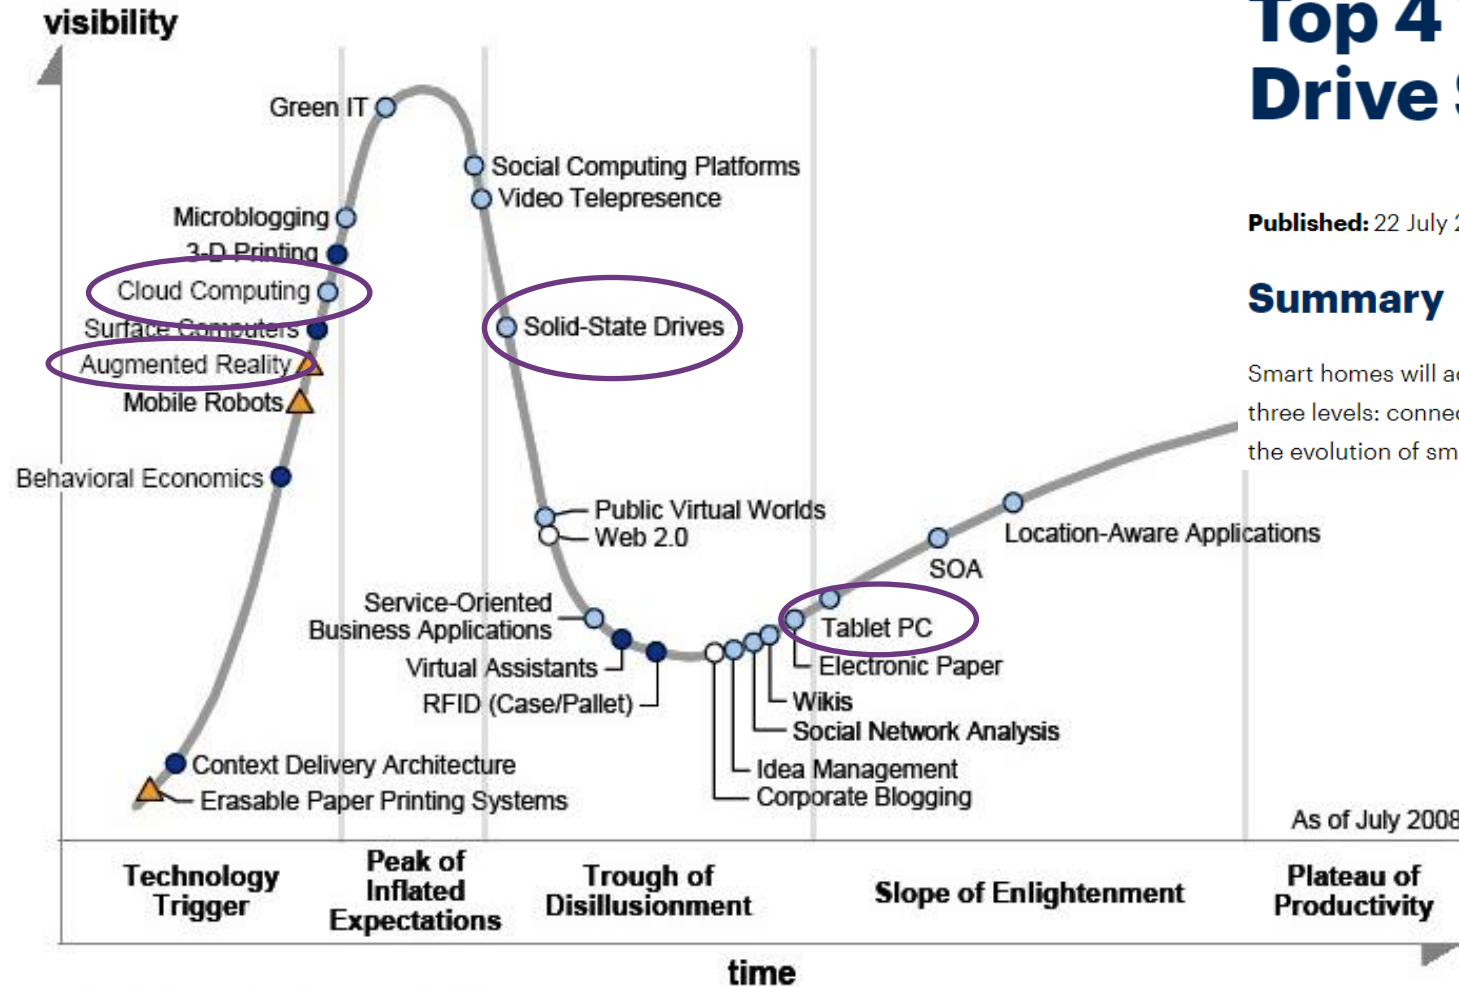 visibility
Green IT
Social Computing Platforms
Video Telepresence
Microblogging
3-D Printing
Cloud Computing
Surface Computers
Solid-State Drives
Augmented Reality
Mobile Robots
Behavioral Economics
Public Virtual Worlds
Web 2.0
Location-Aware Applications
SOA
Service-Oriented
Business Applications
Tablet PC
Virtual Assistants
Electronic Paper
RFID (Case/Pallet)
Wikis
Social Network Analysis
Context Delivery Architecture
Idea Management
Erasable Paper Printing Systems
Corporate Blogging
As of July 2008
Technology
Trigger
Peak of
Inflated
Expectations
Trough of
Disillusionment
Slope of Enlightenment
Plateau of
Productivity
time
Top 4
Drive
Published: 22 July
Summary
Smart homes will
three levels:
the evolution of